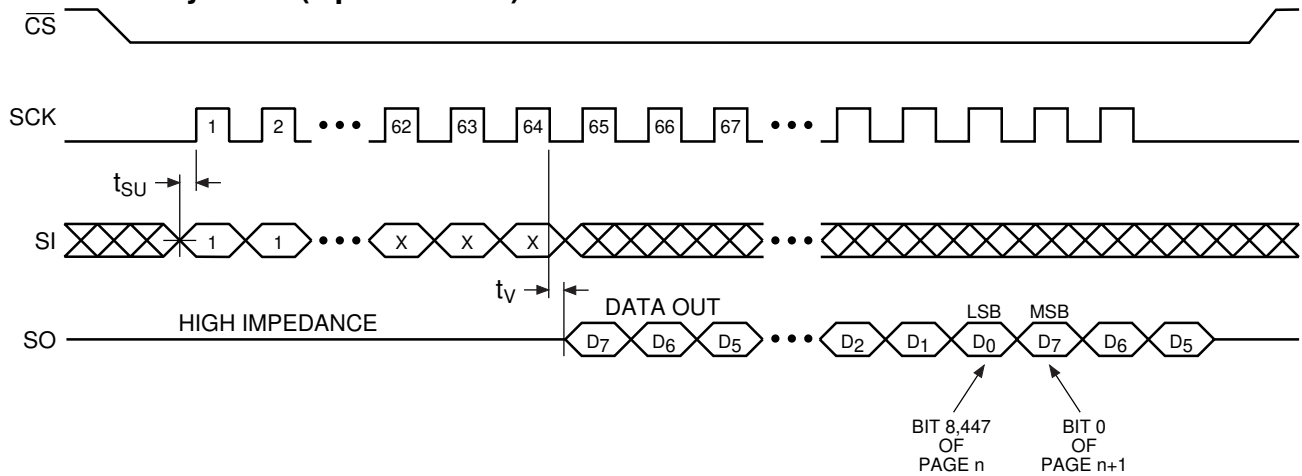 CS
SCK
1 2 ••• 62 63 64 65 66 67 •••
tSU
SI
1 1 ••• X X X •••
tV
DATA OUT
HIGH IMPEDANCE
LSB MSB
SO
D7 D6 D5 ••• D2 D1 D0 D7 D6 D5
BIT 8,447
OF
PAGE n
BIT 0
OF
PAGE n+1